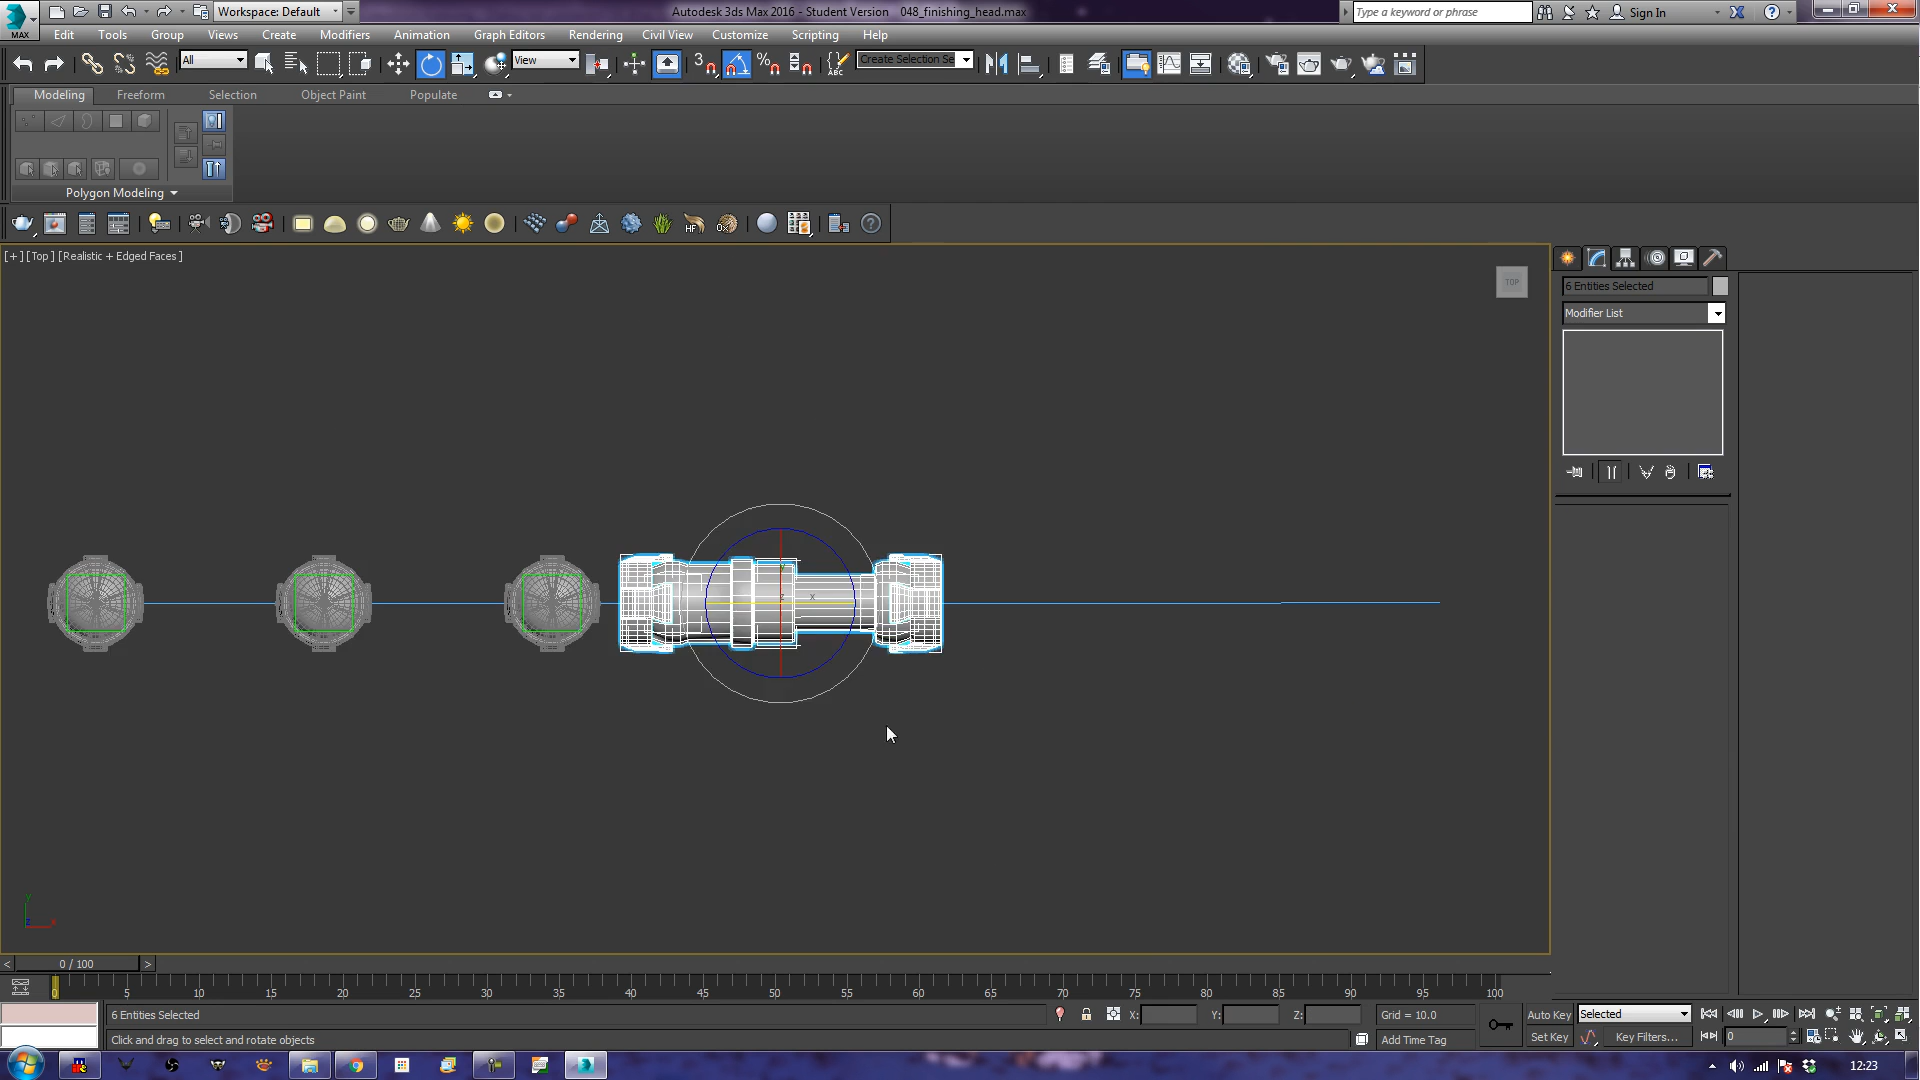 MAX
Workspace: Default
Autodesk 3ds Max 2016 - Student Version 048_finishing_head.max
Type a keyword or phrase
Sign In
Edit Tools Group Views Create Modifiers Animation Graph Editors Rendering Civil View Customize Scripting Help
All
View
3
%
ABC
Create Selection Se
Modeling Freeform Selection Object Paint Populate
Polygon Modeling
HF
[+] [Top] [Realistic + Edged Faces]
TOP
6 Entities Selected
Modifier List
z x
y
z x
< 0 / 100 >
0 5 10 15 20 25 30 35 40 45 50 55 60 65 70 75 80 85 90 95 100
6 Entities Selected
X: Y: Z:
Grid = 10.0
Auto Key
Selected
Click and drag to select and rotate objects
Add Time Tag
Set Key
Key Filters...
0
12:23